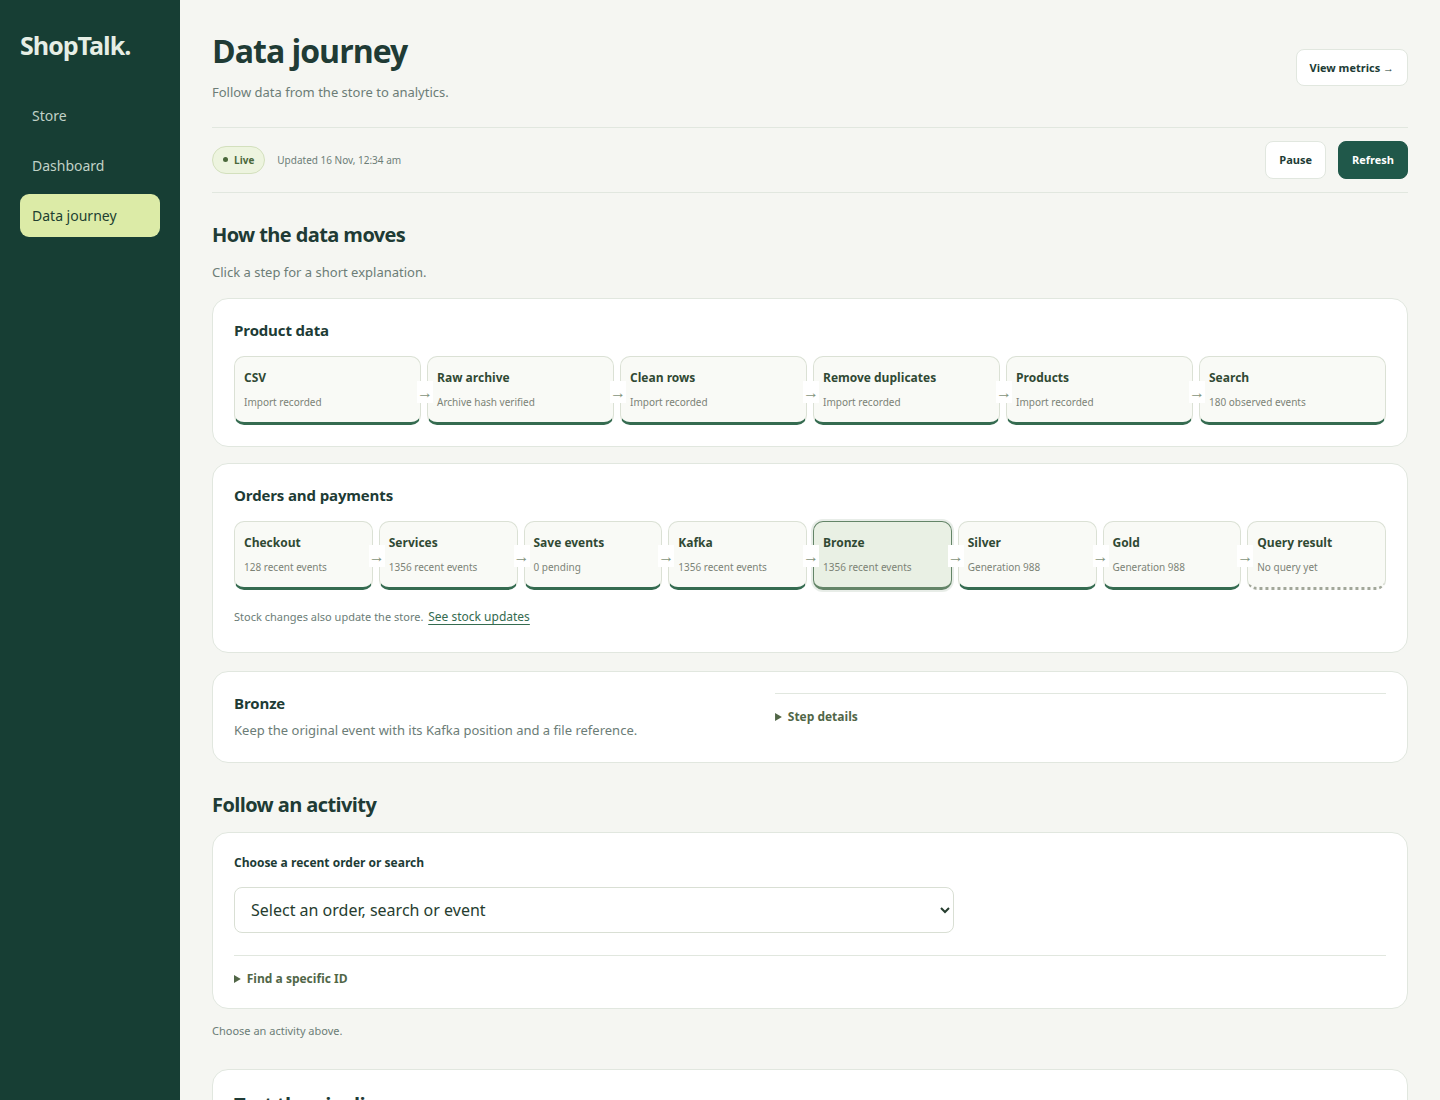 ShopTalk.
Store
Dashboard
Data journey
Data journey
Follow data from the store to analytics.
View metrics →
Live
Updated 16 Nov, 12:34 am
Pause
Refresh
How the data moves
Click a step for a short explanation.
Product data
CSV
Import recorded
→
Raw archive
Archive hash verified
→
Clean rows
Import recorded
→
Remove duplicates
Import recorded
→
Products
Import recorded
→
Search
180 observed events
Orders and payments
Checkout
128 recent events
→
Services
1356 recent events
→
Save events
0 pending
→
Kafka
1356 recent events
→
Bronze
1356 recent events
→
Silver
Generation 988
→
Gold
Generation 988
→
Query result
No query yet
Stock changes also update the store. See stock updates
Bronze
Keep the original event with its Kafka position and a file reference.
Step details
Follow an activity
Choose a recent order or search
Select an order, search or event
Find a specific ID
Choose an activity above.